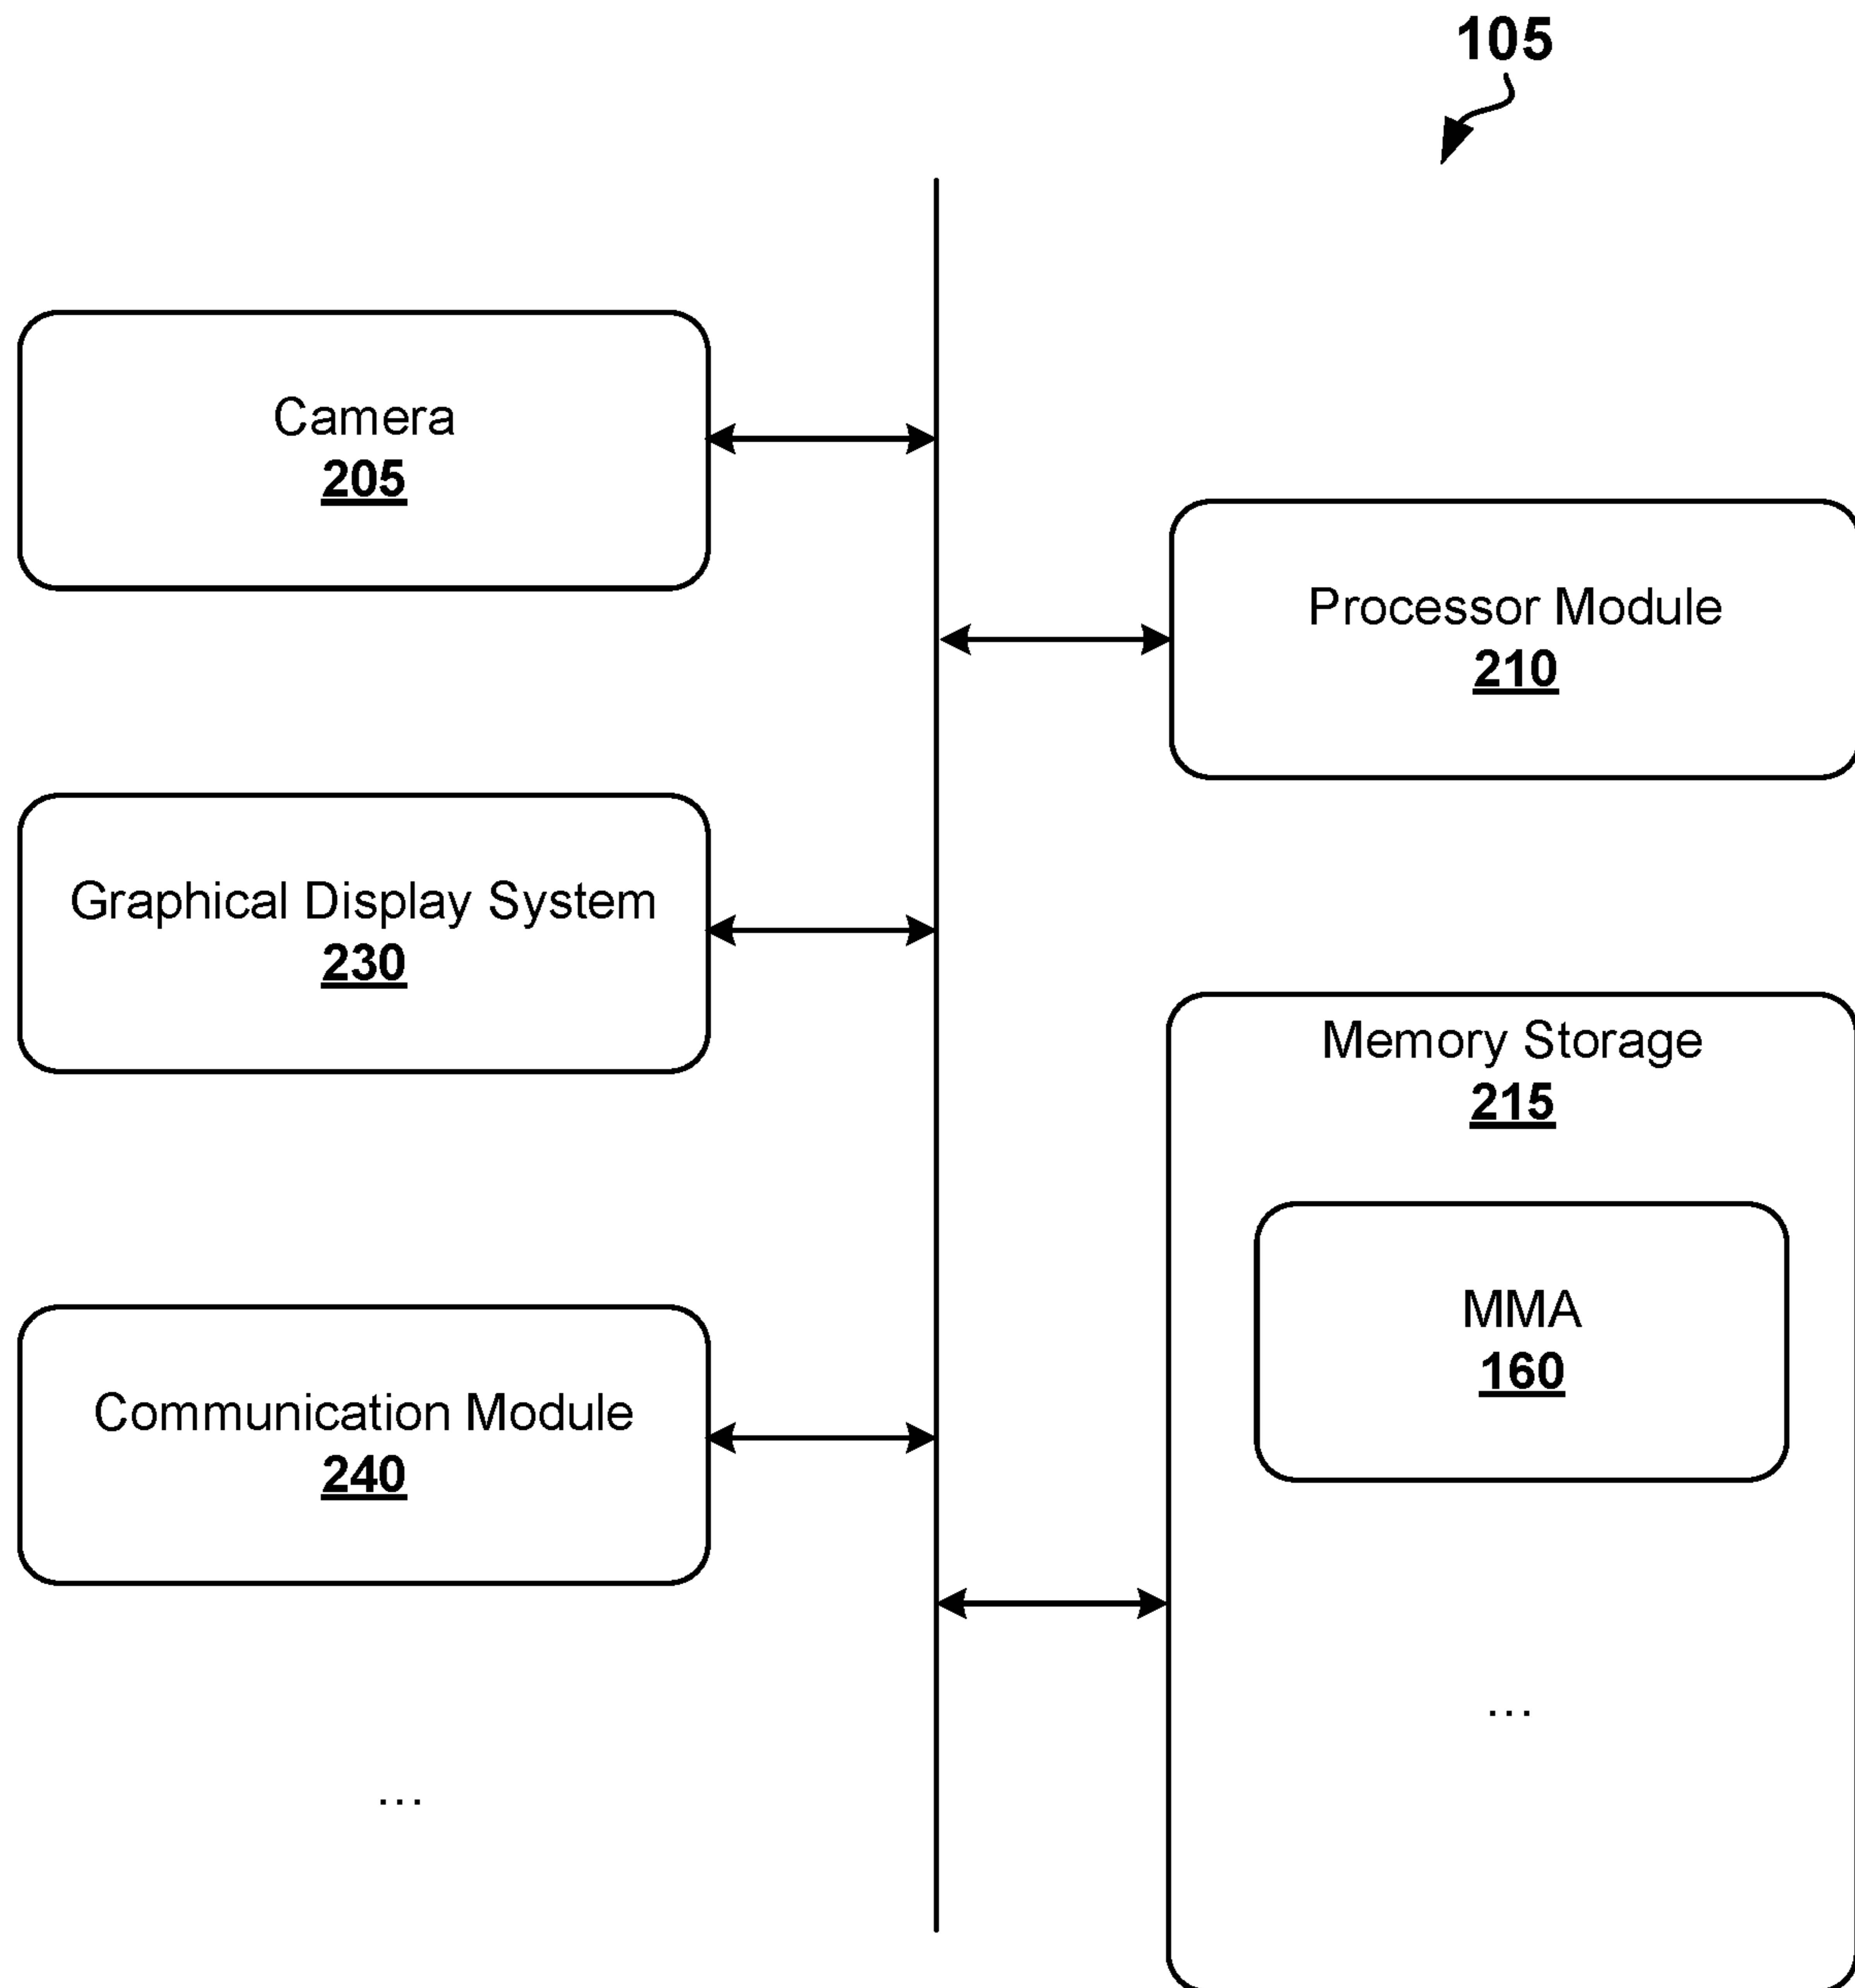 105
Camera
205
Processor Module
210
Graphical Display System
230
Memory Storage
215
MMA
160
Communication Module
240
...
...